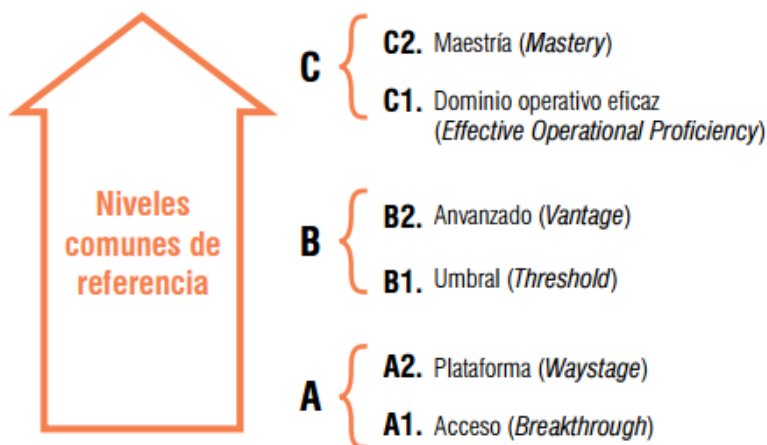 Niveles
comunes de
referencia
C
C2. Maestría (Mastery)
C1. Dominio operativo eficaz
(Effective Operational Proficiency)
B
B2. Anvanzado (Vantage)
B1. Umbral (Threshold)
A
A2. Plataforma (Waystage)
A1. Acceso (Breakthrough)